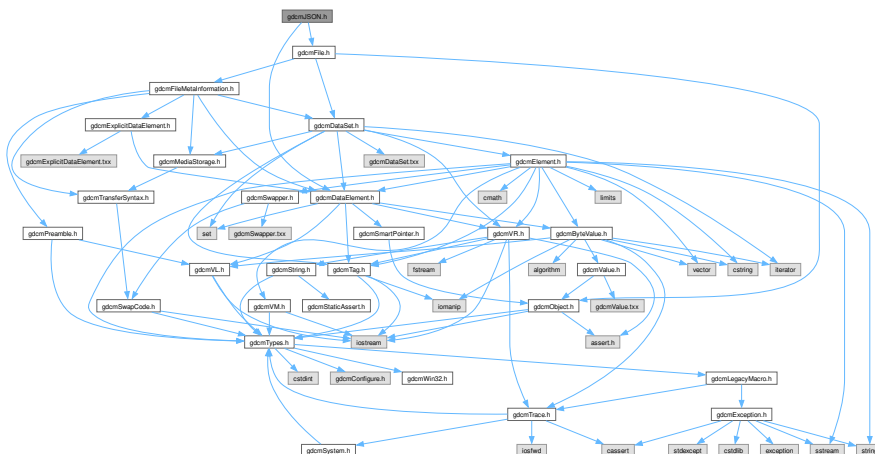 gdcmJSON.h
gdcmFile.h
gdcmFileMetaInformation.h
gdcmExplicitDataElement.h
gdcmDataSet.h
gdcmExplicitDataElement.txx
gdcmMediaStorage.h
gdcmDataSet.txx
gdcmElement.h
gdcmTransferSyntax.h
gdcmSwapper.h
gdcmDataElement.h
cmath
limits
gdcmPreamble.h
set
gdcmSwapper.txx
gdcmSmartPointer.h
gdcmVR.h
gdcmByteValue.h
gdcmVL.h
gdcmString.h
gdcmTag.h
fstream
algorithm
gdcmValue.h
vector
cstring
iterator
gdcmSwapCode.h
gdcmVM.h
gdcmStaticAssert.h
iomanip
gdcmObject.h
gdcmValue.txx
gdcmTypes.h
iostream
assert.h
cstdint
gdcmConfigure.h
gdcmWin32.h
gdcmLegacyMacro.h
gdcmTrace.h
gdcmException.h
gdcmSystem.h
iosfwd
cassert
stdexcept
cstdlib
exception
sstream
string